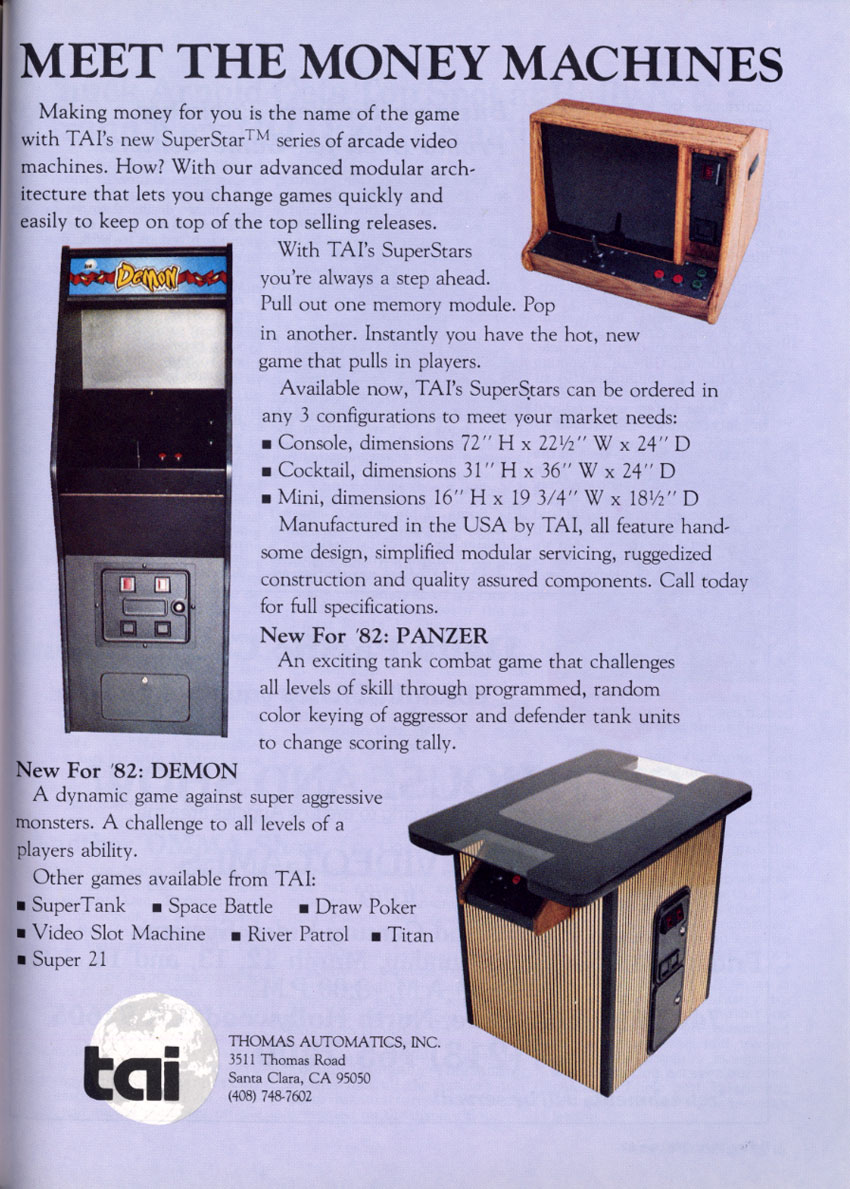 MEET THE MONEY MACHINES
Making money for you is the name of the game
with TAI's new SuperStar™ series of arcade video
machines. How? With our advanced modular arch-
itecture that lets you change games quickly and
easily to keep on top of the top selling releases.
With TAI's SuperStars
you're always a step ahead.
Pull out one memory module. Pop
in another. Instantly you have the hot, new
game that pulls in players.
Available now, TAI's SuperStars can be ordered in
any 3 configurations to meet your market needs:
■ Console, dimensions 72" H x 22½" W x 24" D
■ Cocktail, dimensions 31" H x 36" W x 24" D
■ Mini, dimensions 16" H x 19 3/4" W x 18½" D
Manufactured in the USA by TAI, all feature hand-
some design, simplified modular servicing, ruggedized
construction and quality assured components. Call today
for full specifications.
New For '82: PANZER
An exciting tank combat game that challenges
all levels of skill through programmed, random
color keying of aggressor and defender tank units
to change scoring tally.
Demon
New For '82: DEMON
A dynamic game against super aggressive
monsters. A challenge to all levels of a
players ability.
Other games available from TAI:
■ SuperTank ■ Space Battle ■ Draw Poker
■ Video Slot Machine ■ River Patrol ■ Titan
■ Super 21
tai
THOMAS AUTOMATICS, INC.
3511 Thomas Road
Santa Clara, CA 95050
(408) 748-7602